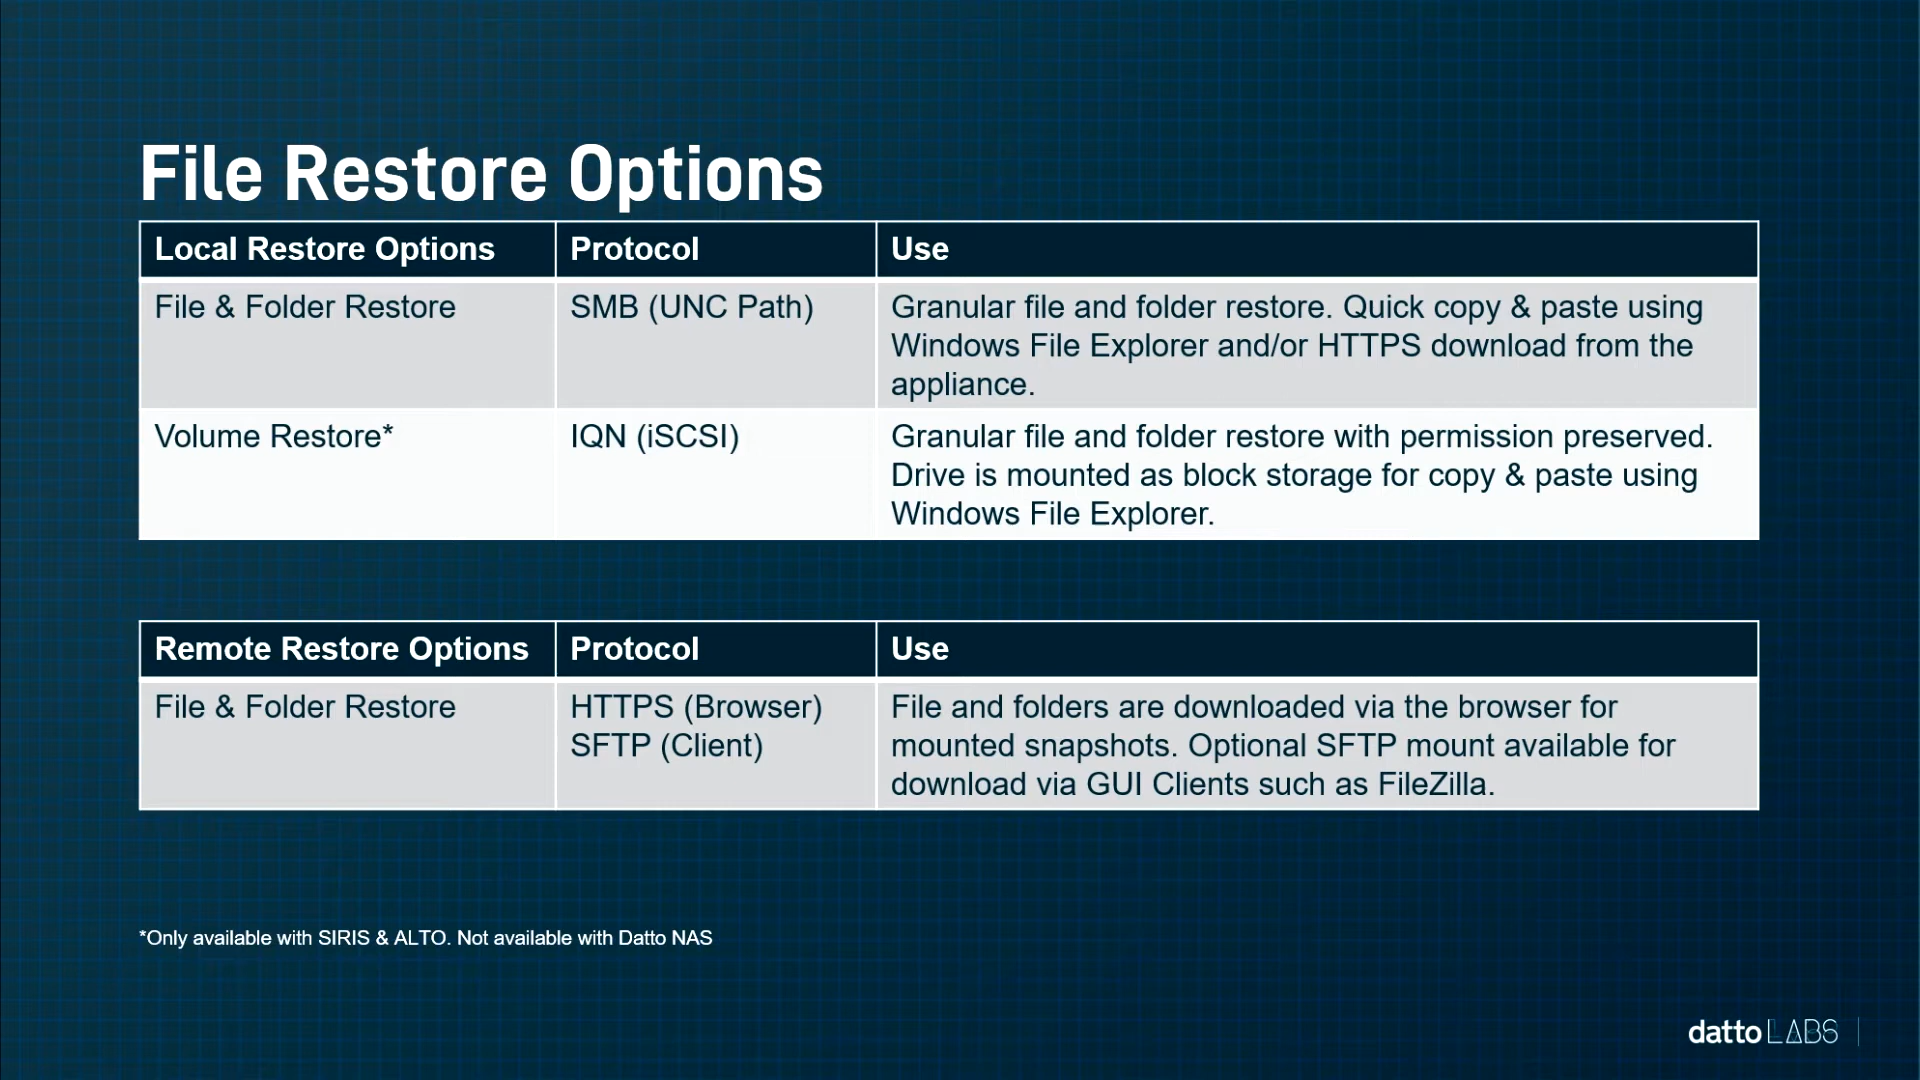 File Restore Options
Local Restore Options
Protocol
Use
File & Folder Restore
SMB (UNC Path)
Granular file and folder restore. Quick copy & paste using
Windows File Explorer and/or HTTPS download from the
appliance.
Volume Restore*
IQN (iSCSI)
Granular file and folder restore with permission preserved.
Drive is mounted as block storage for copy & paste using
Windows File Explorer.
Remote Restore Options
Protocol
Use
File & Folder Restore
HTTPS (Browser)
SFTP (Client)
File and folders are downloaded via the browser for
mounted snapshots. Optional SFTP mount available for
download via GUI Clients such as FileZilla.
*Only available with SIRIS & ALTO. Not available with Datto NAS
datto LABS